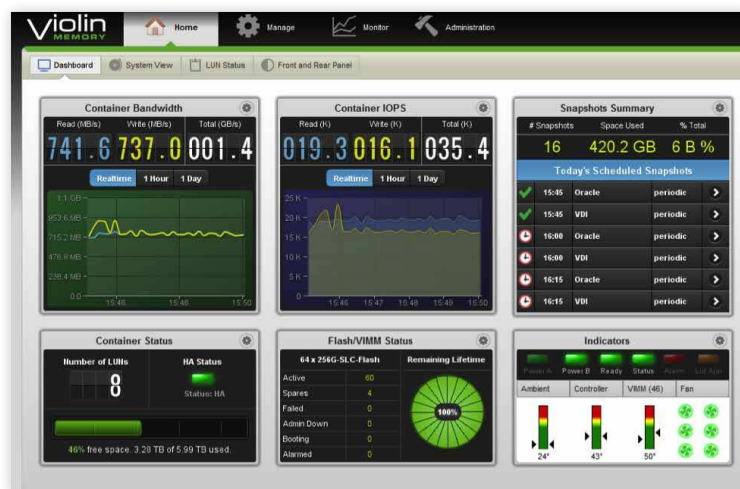 Violin
MEMORY
Home
Manage
Monitor
Administration
Dashboard
System View
LUN Status
Front and Rear Panel
Container Bandwidth
Read (MB/s) Write (MB/s) Total (GB/s)
741.6 737.0 001.4
Realtime 1 Hour 1 Day
1.1 GB
953.6 MB
715.2 MB
476.8 MB
238.4 MB
0.0
15:46 15:48 15:50
Container IOPS
Read (K) Write (K) Total (K)
019.3 016.1 035.4
Realtime 1 Hour 1 Day
25 K
20 K
15 K
10 K
5 K
0.0
15:46 15:47 15:48 15:49 15:50
Snapshots Summary
# Snapshots Space Used % Total
16 420.2 GB 6 B %
Today's Scheduled Snapshots
15:45 Oracle periodic
15:45 VDI periodic
16:00 Oracle periodic
16:00 VDI periodic
16:15 Oracle periodic
16:15 VDI periodic
Container Status
Number of LUNs HA Status
8
Status: HA
46% free space. 3.28 TB of 5.99 TB used.
Flash/VIMM Status
64 x 256G-SLC-Flash Remaining Lifetime
Active 60
Spares 4
Failed 0
Admin Down 0
Booting 0
Alarmed 0
100%
Indicators
Power A Power B Ready Status Alarm Lid Ajar
Ambient Controller VIMM (46) Fan
24° 43° 50°